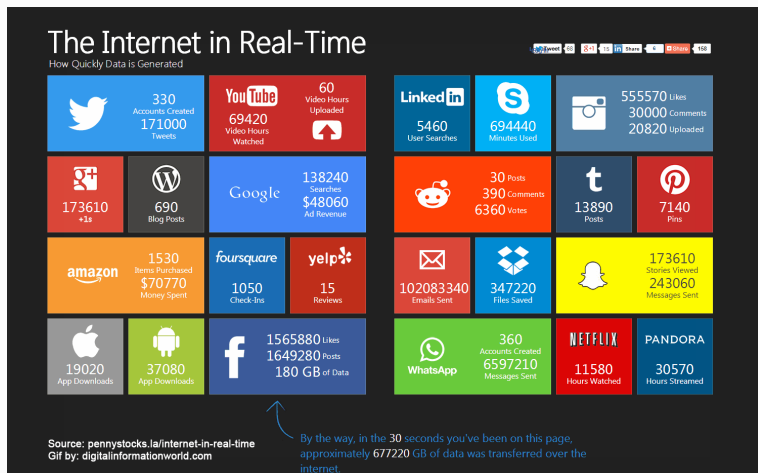 The Internet in Real-Time
How Quickly Data is Generated
Tweet 65 +1 15 in Share 6 Share 158
330
Accounts Created
171000
Tweets
YouTube
69420
Video Hours
Watched
60
Video Hours
Uploaded
LinkedIn
5460
User Searches
S
694440
Minutes Used
555570 Likes
30000 Comments
20820 Uploaded
g+1
173610
+1s
W
690
Blog Posts
Google
138240
Searches
$48060
Ad Revenue
30 Posts
390 Comments
6360 Votes
t
13890
Posts
7140
Pins
amazon
1530
Items Purchased
$70770
Money Spent
foursquare
1050
Check-Ins
yelp
15
Reviews
102083340
Emails Sent
347220
Files Saved
173610
Stories Viewed
243060
Messages Sent
19020
App Downloads
37080
App Downloads
f
1565880 Likes
1649280 Posts
180 GB of Data
WhatsApp
360
Accounts Created
6597210
Messages Sent
NETFLIX
11580
Hours Watched
PANDORA
30570
Hours Streamed
Source: pennystocks.la/internet-in-real-time
Gif by: digitalinformationworld.com
By the way, in the 30 seconds you've been on this page,
approximately 677220 GB of data was transferred over the
internet.